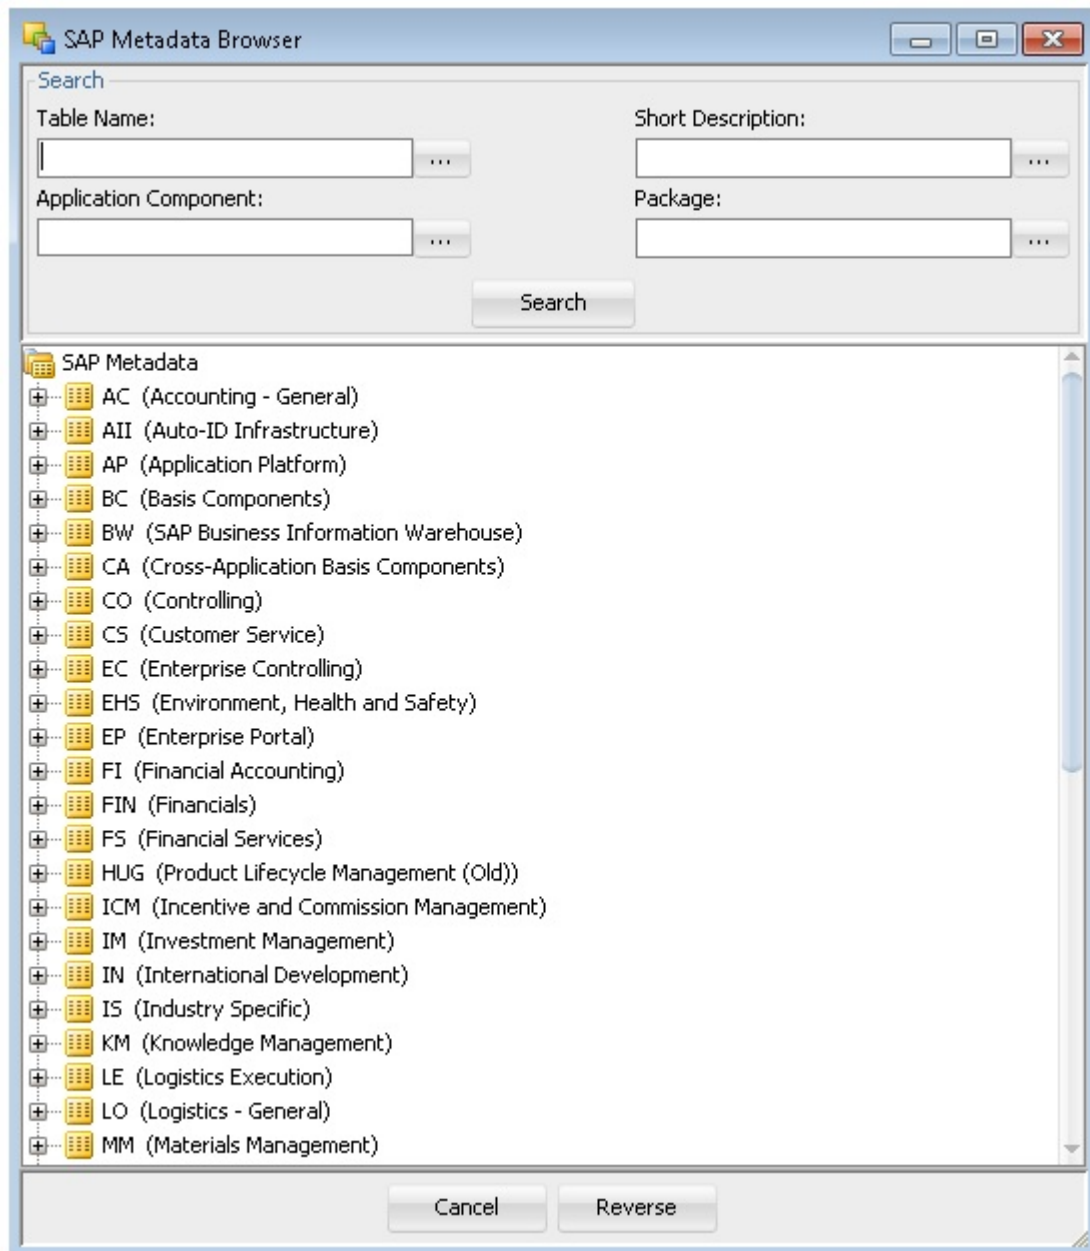 SAP Metadata Browser
Search
Table Name:
Short Description:
...
...
Application Component:
Package:
...
...
Search
SAP Metadata
AC (Accounting - General)
AII (Auto-ID Infrastructure)
AP (Application Platform)
BC (Basis Components)
BW (SAP Business Information Warehouse)
CA (Cross-Application Basis Components)
CO (Controlling)
CS (Customer Service)
EC (Enterprise Controlling)
EHS (Environment, Health and Safety)
EP (Enterprise Portal)
FI (Financial Accounting)
FIN (Financials)
FS (Financial Services)
HUG (Product Lifecycle Management (Old))
ICM (Incentive and Commission Management)
IM (Investment Management)
IN (International Development)
IS (Industry Specific)
KM (Knowledge Management)
LE (Logistics Execution)
LO (Logistics - General)
MM (Materials Management)
Cancel
Reverse